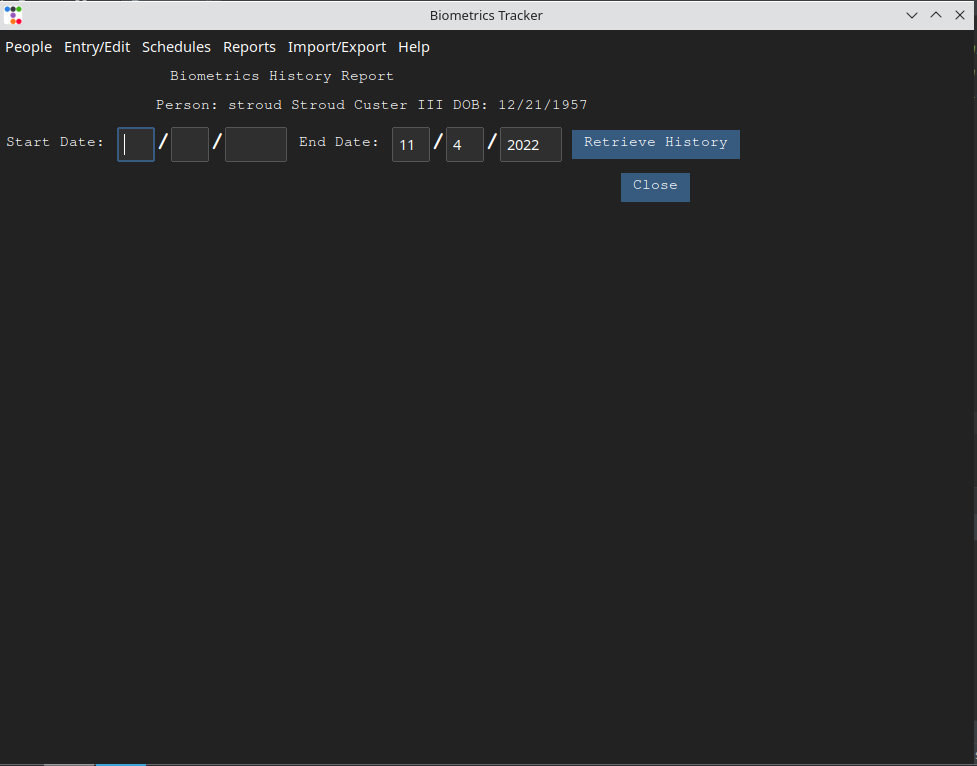 Biometrics Tracker
People Entry/Edit Schedules Reports Import/Export Help
Biometrics History Report
Person: stroud Stroud Custer III DOB: 12/21/1957
Start Date: / / End Date: 11 / 4 / 2022 Retrieve History
Close